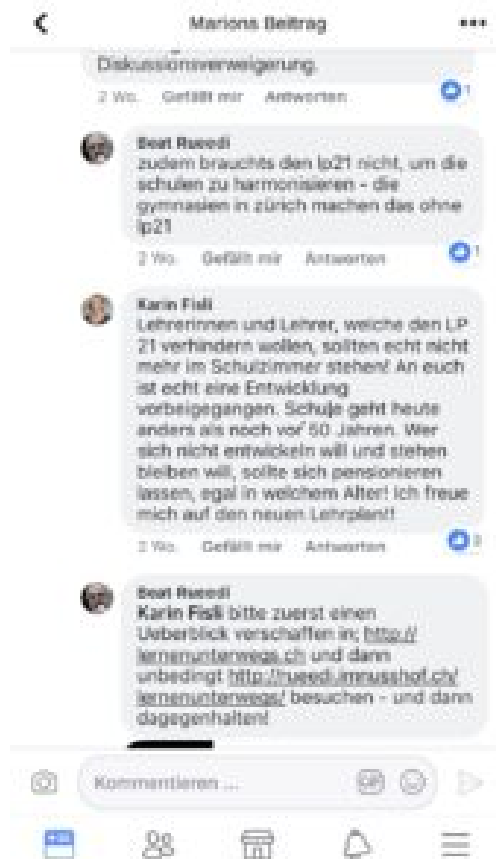 Marions Beitrag
Diskussionsverweigerung.
2 Wo. Gefällt mir Antworten 1
Beat Rueedi
zudem brauchts den lp21 nicht, um die
schulen zu harmonisieren - die
gymnasien in zürich machen das ohne
lp21
2 Wo. Gefällt mir Antworten 1
Karin Fisli
Lehrerinnen und Lehrer, welche den LP
21 verhindern wollen, sollten echt nicht
mehr im Schulzimmer stehen! An euch
ist echt eine Entwicklung
vorbeigegangen. Schule geht heute
anders als noch vor 50 Jahren. Wer
sich nicht entwickeln will und stehen
bleiben will, sollte sich pensionieren
lassen, egal in welchem Alter! Ich freue
mich auf den neuen Lehrplan!!
2 Wo. Gefällt mir Antworten
Beat Rueedi
Karin Fisli bitte zuerst einen
Ueberblick verschaffen in; http://
lernenunterwegs.ch und dann
unbedingt http://rueedi.imnusshof.ch/
lernenunterwegs/ besuchen - und dann
dagegenhalten!
Kommentieren ...
GIF